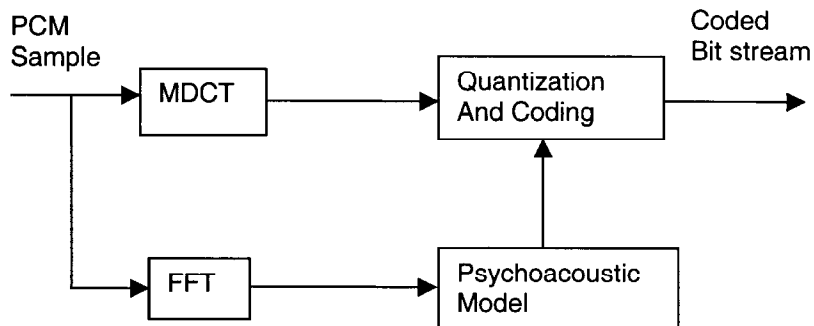 PCM
Sample
Coded
Bit stream
MDCT
Quantization
And Coding
FFT
Psychoacoustic
Model